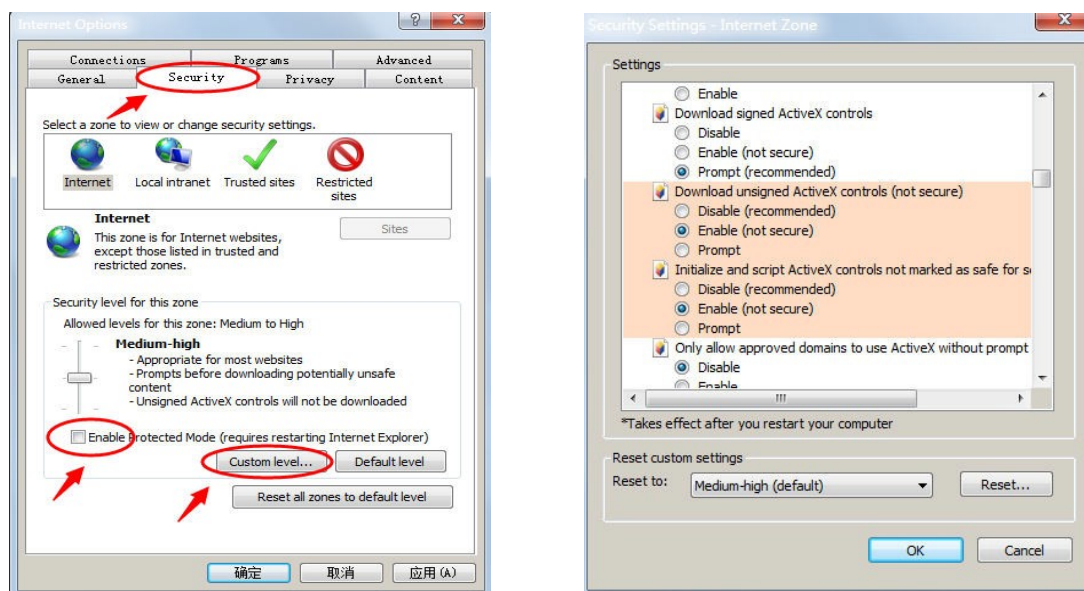 Internet Options
Connections Programs Advanced
General Security Privacy Content
Select a zone to view or change security settings.
Internet Local intranet Trusted sites Restricted
sites
Internet
This zone is for Internet websites,
except those listed in trusted and
restricted zones.
Sites
Security level for this zone
Allowed levels for this zone: Medium to High
Medium-high
- Appropriate for most websites
- Prompts before downloading potentially unsafe
content
- Unsigned ActiveX controls will not be downloaded
Enable Protected Mode (requires restarting Internet Explorer)
Custom level... Default level
Reset all zones to default level
确定 取消 应用(A)
Security Settings - Internet Zone
Settings
Enable
Download signed ActiveX controls
Disable
Enable (not secure)
Prompt (recommended)
Download unsigned ActiveX controls (not secure)
Disable (recommended)
Enable (not secure)
Prompt
Initialize and script ActiveX controls not marked as safe for s
Disable (recommended)
Enable (not secure)
Prompt
Only allow approved domains to use ActiveX without prompt
Disable
Enable
*Takes effect after you restart your computer
Reset custom settings
Reset to: Medium-high (default) Reset...
OK Cancel